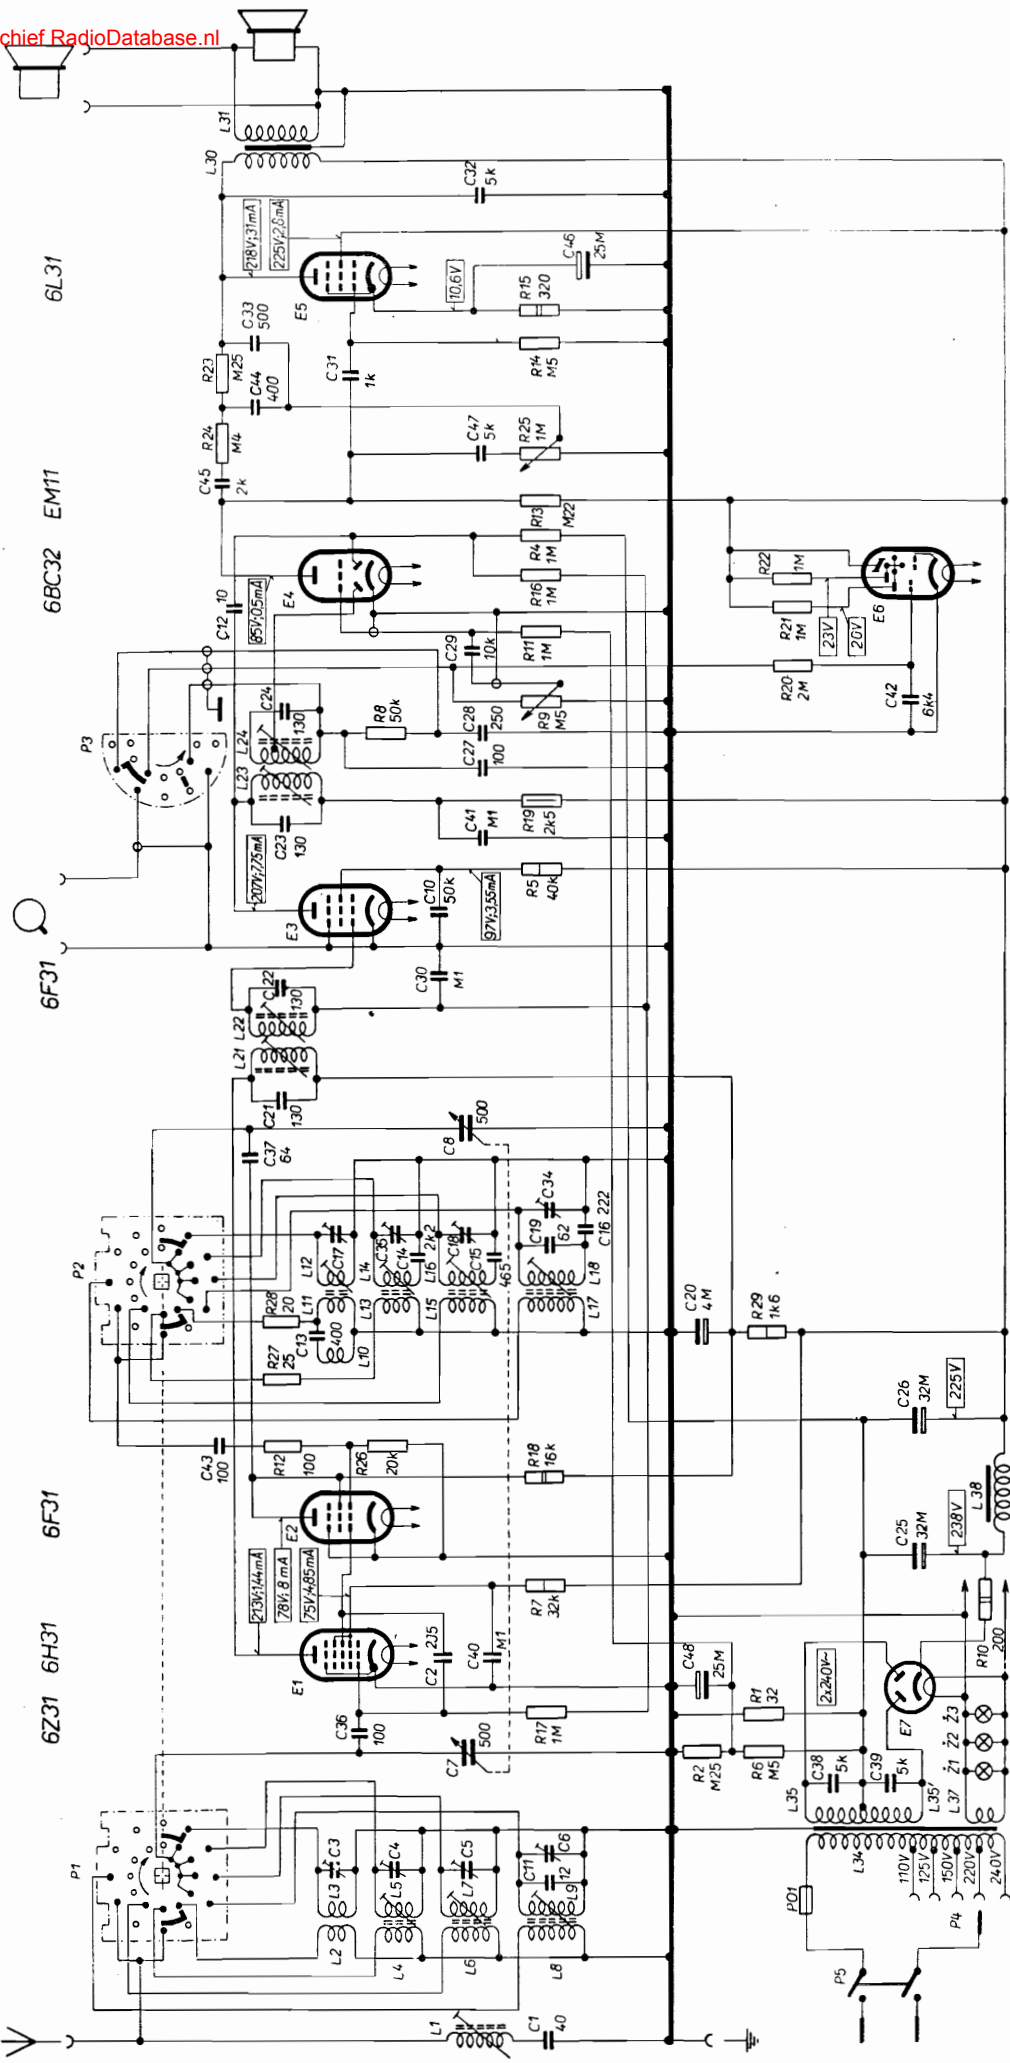 chief RadioDatabase.nl
6Z31 6H31 6F31 6F31 6BC32 EM11 6L31
P1
P2
P3
L1
C1
40
L2
L3
C3
L4
L5
C4
L6
L7
C5
L8
L9
C11
12
C6
C7
500
C36
100
R17
1M
E1
C2
2J5
C40
M1
213V;1,44mA
78V; 8 mA
75V;4,85mA
E2
R7
32k
R18
16k
C43
100
R12
100
R26
20k
R27
25
R28
20
C13
400
L10
L11
L12
C17
L13
L14
C35
C14
2k2
L15
L16
C18
C15
465
L17
L18
C19
62
C34
C16 222
C37
64
C8
500
C21
130
L21
L22
C22
130
C30
M1
E3
C10
50k
97V;3,55mA
R5
40k
207V;7,75mA
C23
130
L23
L24
C24
130
C41
M1
R19
2k5
R8
50k
C27
100
C28
250
R9
M5
C29
10k
R11
1M
C12 10
85V;0,5mA
E4
R16
1M
R4
1M
R13
M22
C45
2k
R24
M4
R23
M25
C44
400
C33
500
C47
5k
R25
1M
C31
1k
R14
M5
R15
320
10,6V
C46
25M
E5
218V;31mA
225V;2,8mA
C32
5k
L30
L31
R20
2M
R21
1M
R22
1M
23V
20V
C42
6k4
E6
C20
4M
R29
1k6
C48
25M
R2
M25
R6
M5
R1
32
C38
5k
C39
5k
2x240V~
E7
R10
200
C25
32M
238V
L38
C26
32M
225V
L34
L35
L35'
L37
Ž1
Ž2
Ž3
PO1
P4
P5
110V
125V
150V
220V
240V